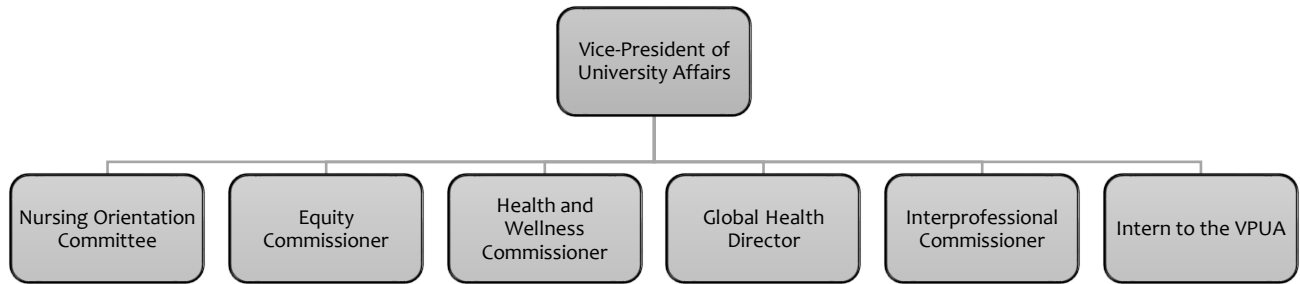 Vice-President of
University Affairs
Nursing Orientation
Committee
Equity
Commissioner
Health and
Wellness
Commissioner
Global Health
Director
Interprofessional
Commissioner
Intern to the VPUA